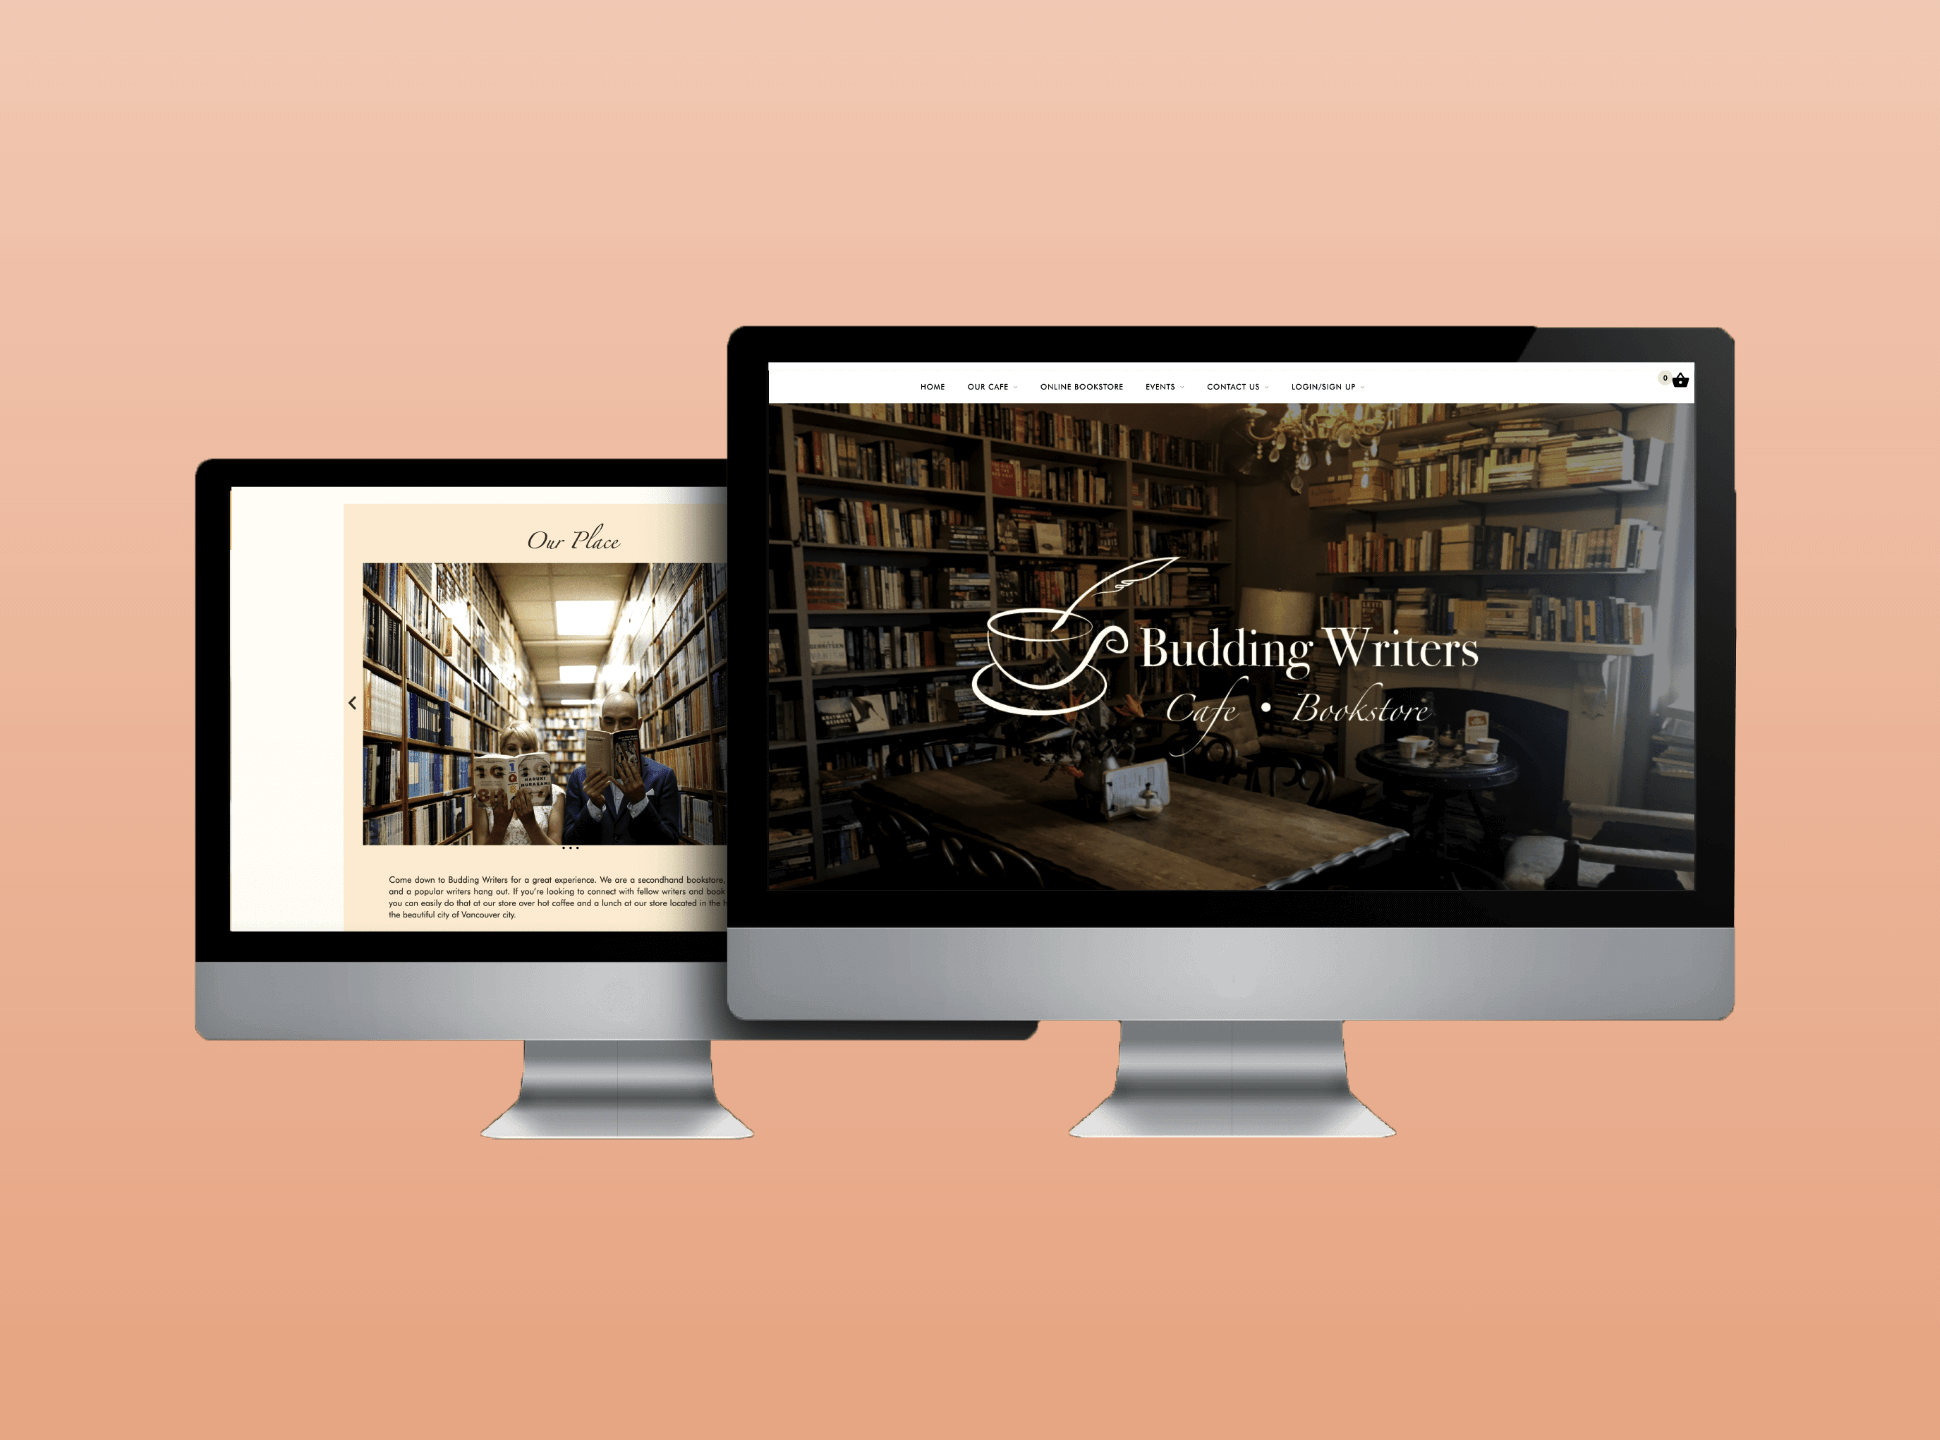 HOME OUR CAFE ONLINE BOOKSTORE EVENTS CONTACT US LOGIN/SIGN UP 0
Budding Writers
Cafe • Bookstore
Our Place
HARUKI
MURAKAMI
Come down to Budding Writers for a great experience. We are a secondhand bookstore,
and a popular writers hang out. If you're looking to connect with fellow writers and book
you can easily do that at our store over hot coffee and a lunch at our store located in the
the beautiful city of Vancouver city.